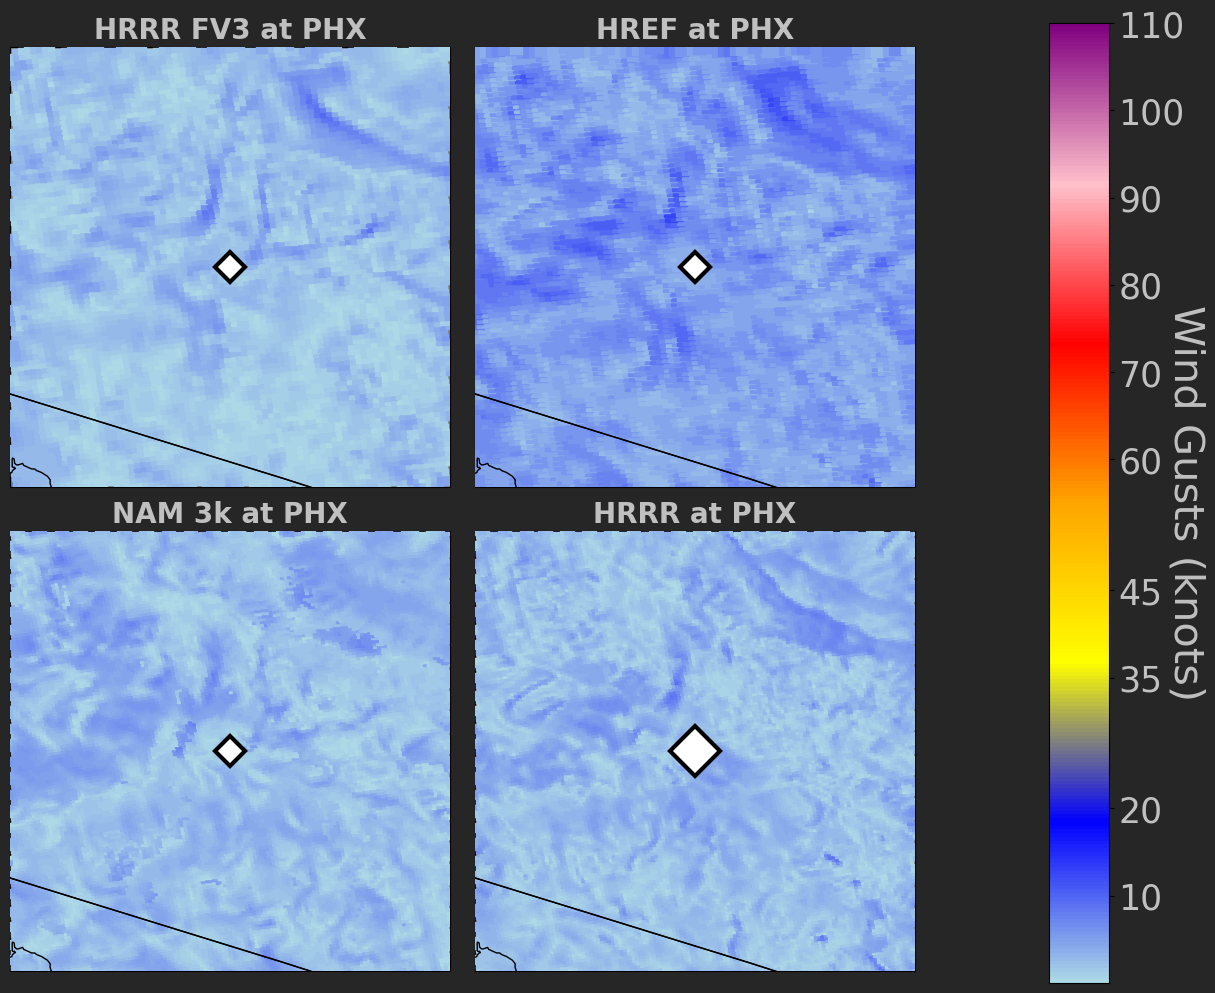 HRRR FV3 at PHX
HREF at PHX
NAM 3k at PHX
HRRR at PHX
110
100
90
80
70
60
45
35
20
10
Wind Gusts (knots)